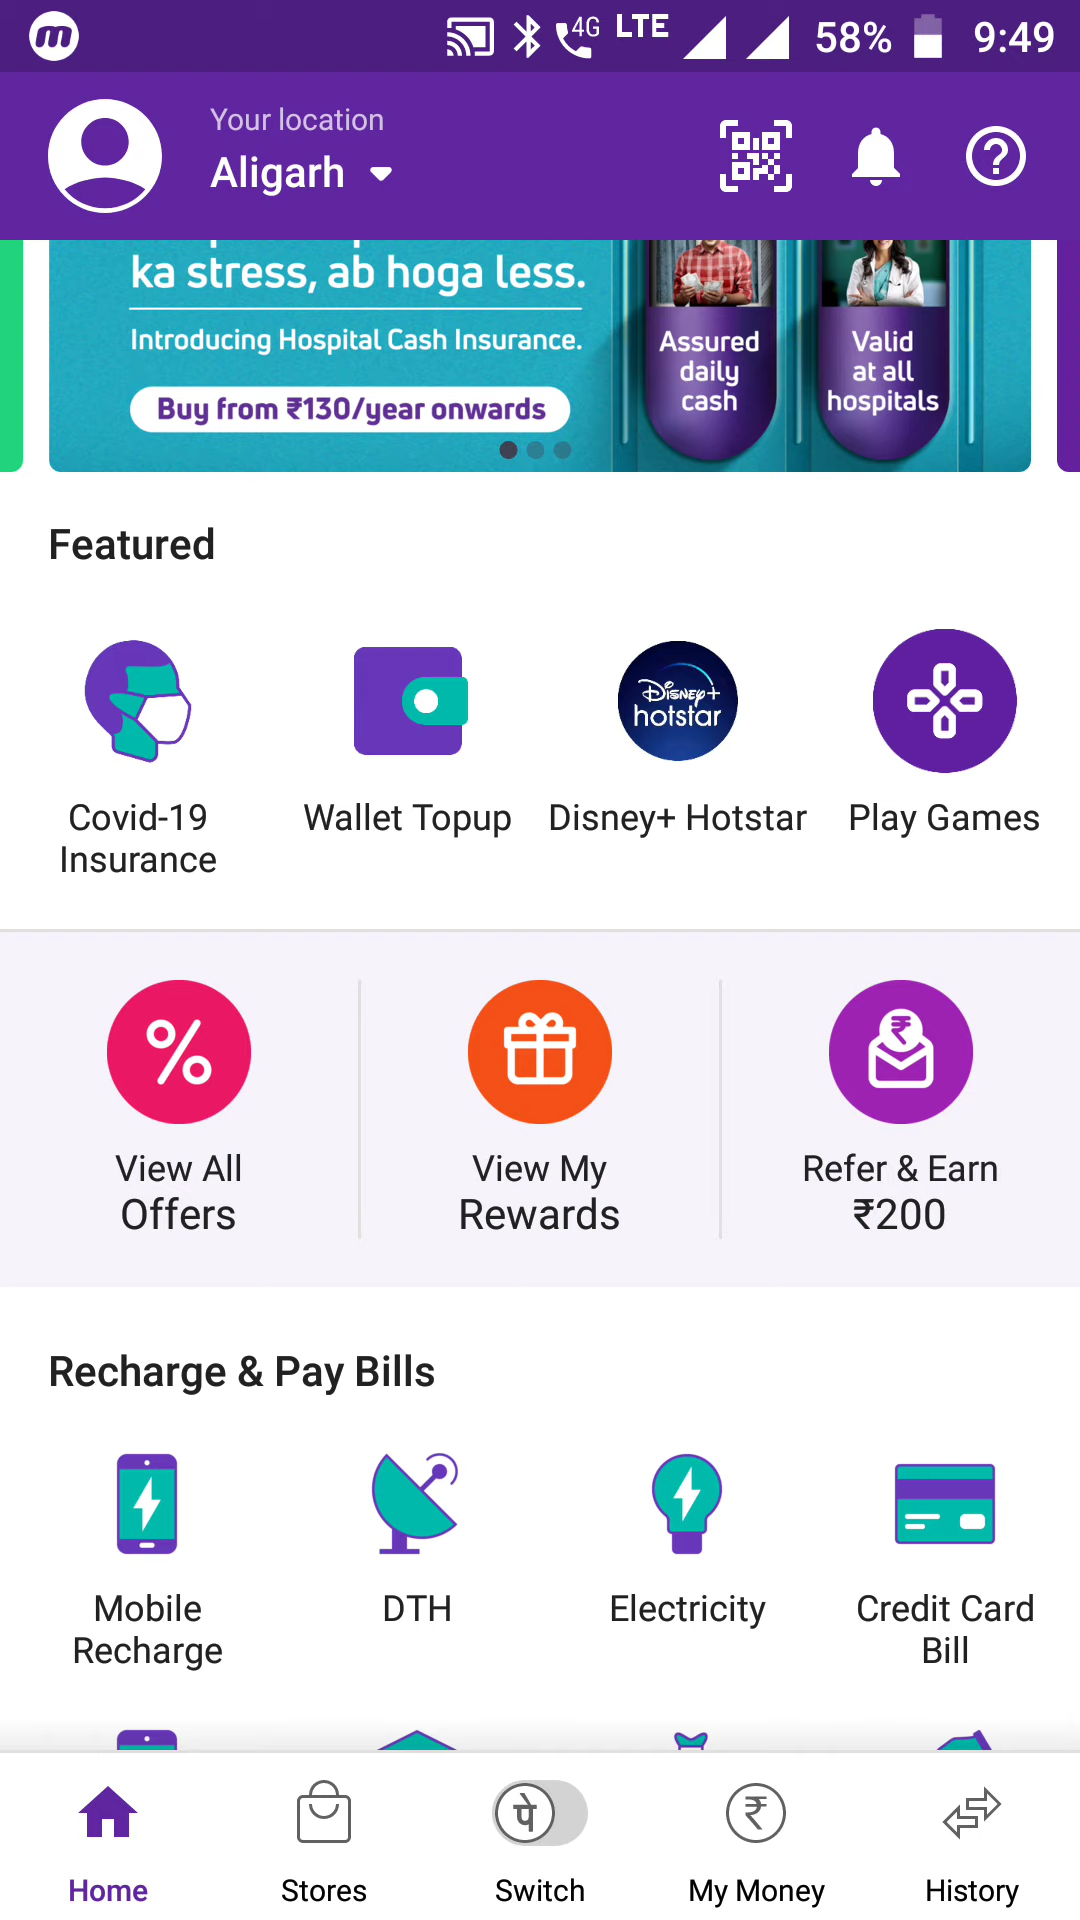 4G LTE 58% 9:49
Your location
Aligarh
ka stress, ab hoga less.
Introducing Hospital Cash Insurance.
Buy from ₹130/year onwards
Assured
daily
cash
Valid
at all
hospitals
Featured
Disney+
hotstar
Covid-19
Insurance
Wallet Topup
Disney+ Hotstar
Play Games
View All
Offers
View My
Rewards
Refer & Earn
₹200
Recharge & Pay Bills
Mobile
Recharge
DTH
Electricity
Credit Card
Bill
पे
₹
Home
Stores
Switch
My Money
History